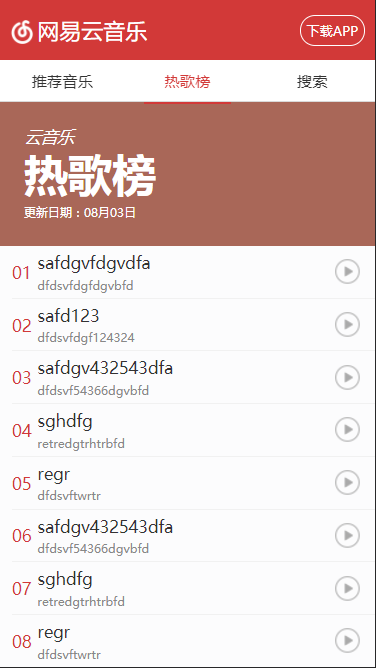 网易云音乐
下载APP
推荐音乐 热歌榜 搜索
云音乐
热歌榜
更新日期：08月03日
01 safdgvfdgvdfa
dfdsvfdgfdgvbfd
02 safd123
dfdsvfdgf124324
03 safdgv432543dfa
dfdsvf54366dgvbfd
04 sghdfg
retredgtrhtrbfd
05 regr
dfdsvftwrtr
06 safdgv432543dfa
dfdsvf54366dgvbfd
07 sghdfg
retredgtrhtrbfd
08 regr
dfdsvftwrtr